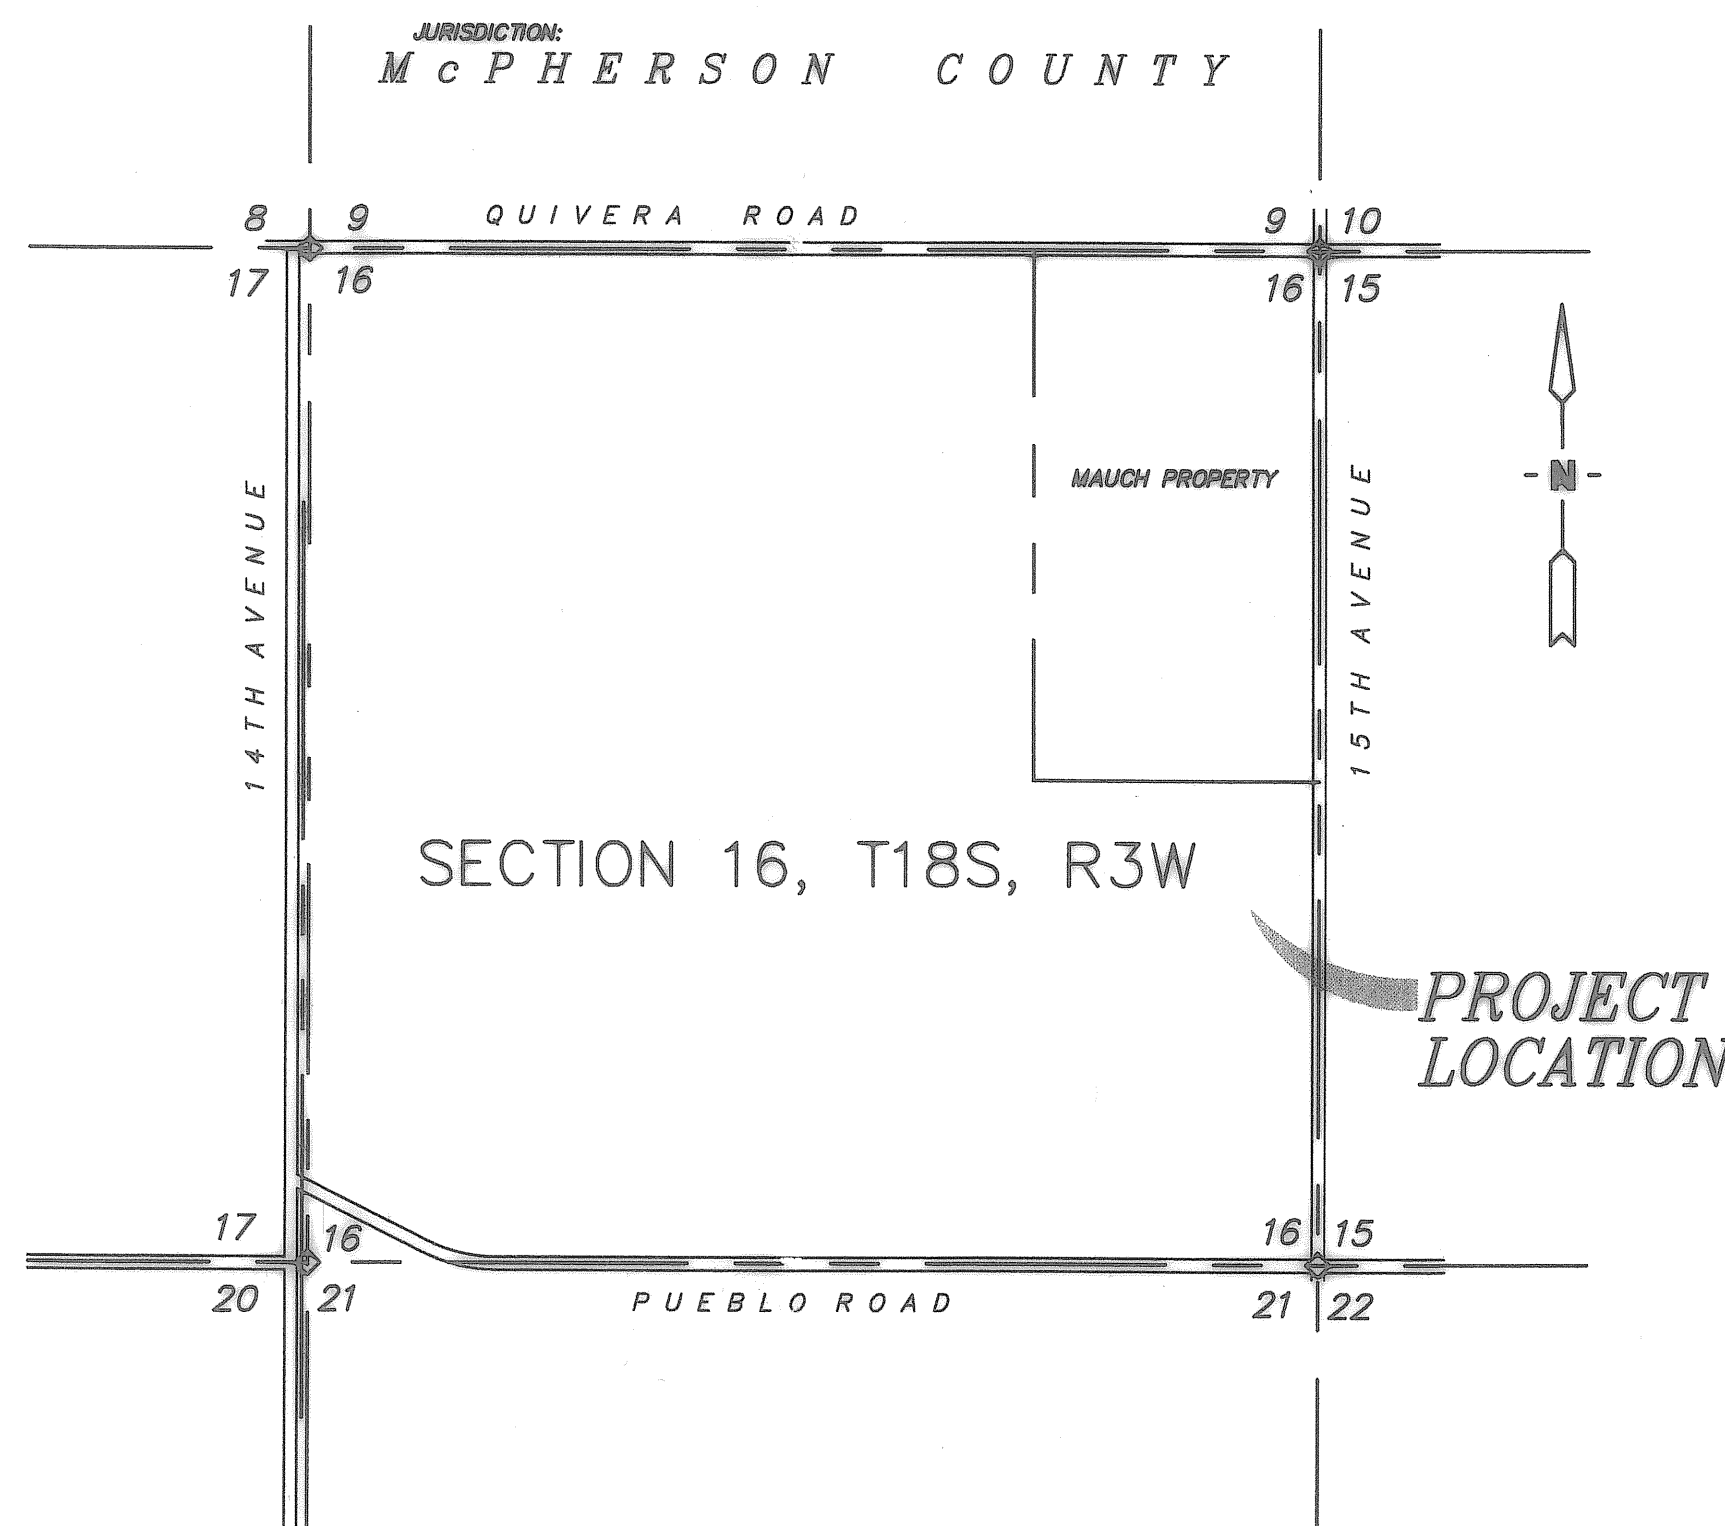 JURISDICTION:
McPHERSON COUNTY
8 9
QUIVERA ROAD
9 10
17 16
16 15
MAUCH PROPERTY
N
14TH AVENUE
15TH AVENUE
SECTION 16, T18S, R3W
PROJECT
LOCATION
17 16
16 15
20 21
PUEBLO ROAD
21 22